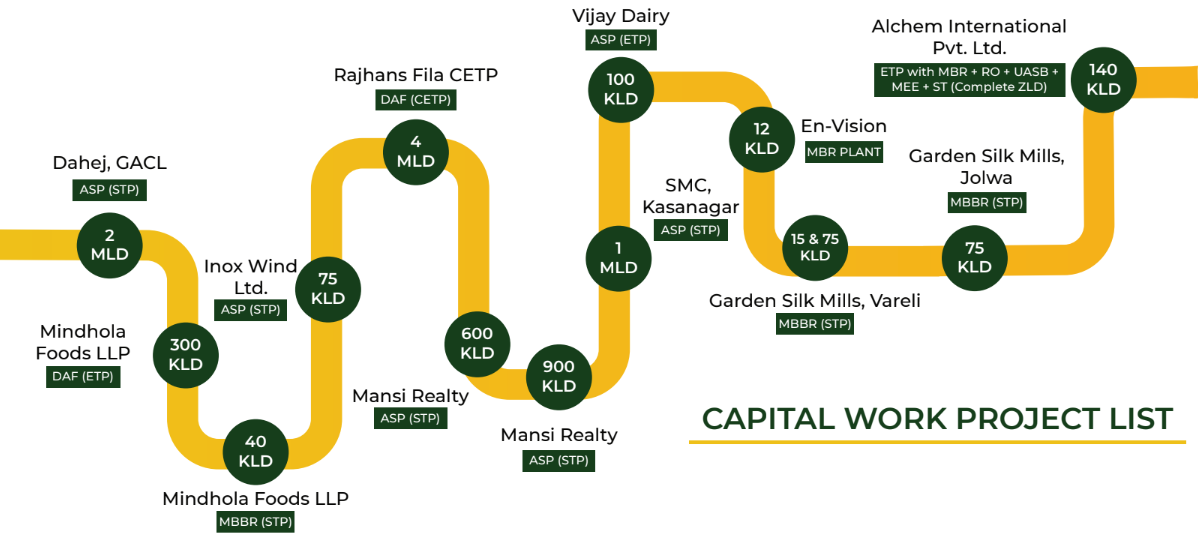 Dahej, GACL
ASP (STP)
2
MLD
Mindhola
Foods LLP
DAF (ETP)
300
KLD
40
KLD
Mindhola Foods LLP
MBBR (STP)
Inox Wind
Ltd.
ASP (STP)
75
KLD
Rajhans Fila CETP
DAF (CETP)
4
MLD
600
KLD
Mansi Realty
ASP (STP)
900
KLD
Mansi Realty
ASP (STP)
SMC,
Kasanagar
ASP (STP)
1
MLD
Vijay Dairy
ASP (ETP)
100
KLD
12
KLD
En-Vision
MBR PLANT
15 & 75
KLD
Garden Silk Mills, Vareli
MBBR (STP)
Garden Silk Mills,
Jolwa
MBBR (STP)
75
KLD
Alchem International
Pvt. Ltd.
ETP with MBR + RO + UASB +
MEE + ST (Complete ZLD)
140
KLD
CAPITAL WORK PROJECT LIST